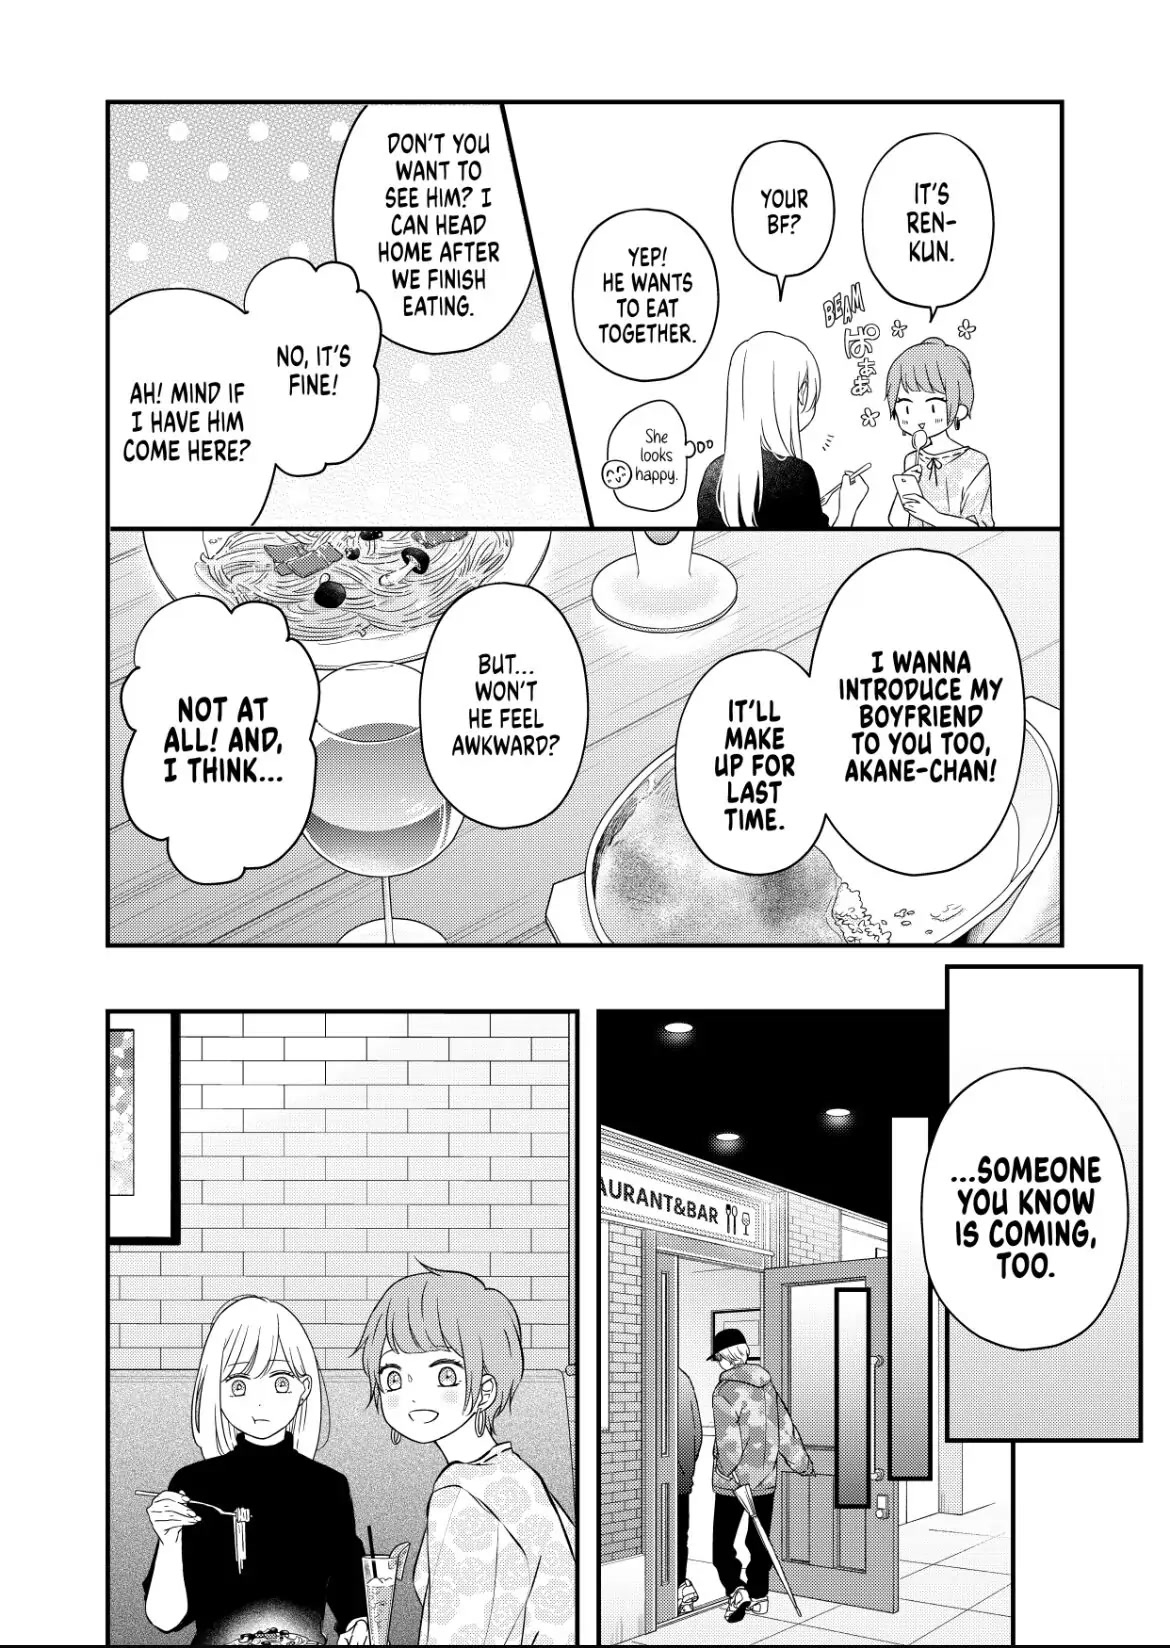 IT'S
REN-
KUN.
YOUR
BF?
BEAM
ぱぁぁぁ
YEP!
HE WANTS
TO EAT
TOGETHER.
She
looks
happy.
DON'T YOU
WANT TO
SEE HIM? I
CAN HEAD
HOME AFTER
WE FINISH
EATING.
NO, IT'S
FINE!
AH! MIND IF
I HAVE HIM
COME HERE?
I WANNA
INTRODUCE MY
BOYFRIEND
TO YOU TOO,
AKANE-CHAN!
IT'LL
MAKE
UP FOR
LAST
TIME.
BUT...
WON'T
HE FEEL
AWKWARD?
NOT AT
ALL! AND,
I THINK...
...SOMEONE
YOU KNOW
IS COMING,
TOO.
AURANT&BAR